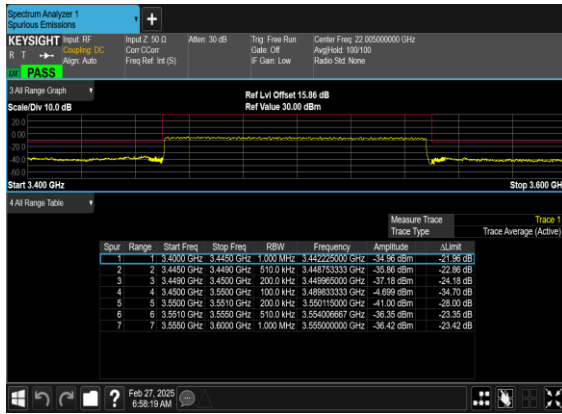 Spectrum Analyzer 1
Spurious Emissions
KEYSIGHT Input: RF Input Z: 50 Ω Atten: 30 dB Trig: Free Run Center Freq: 22.005000000 GHz
R T Coupling: DC Corr CCorr Gate: Off Avg|Hold: 100/100
Align: Auto Freq Ref: Int (S) IF Gain: Low Radio Std: None
PASS
3 All Range Graph Ref Lvl Offset 15.86 dB
Scale/Div 10.0 dB Ref Value 30.00 dBm
20.0
0.00
-20.0
-40.0
-60.0
Start 3.400 GHz Stop 3.600 GH
4 All Range Table
Measure Trace Trace 1
Trace Type Trace Average (Active)
Spur Range Start Freq Stop Freq RBW Frequency Amplitude ΔLimit
1 1 3.4000 GHz 3.4450 GHz 1.000 MHz 3.442225000 GHz -34.96 dBm -21.96 dB
2 2 3.4450 GHz 3.4490 GHz 510.0 kHz 3.448753333 GHz -35.86 dBm -22.86 dB
3 3 3.4490 GHz 3.4500 GHz 200.0 kHz 3.449965000 GHz -37.18 dBm -24.18 dB
4 4 3.4500 GHz 3.5500 GHz 100.0 kHz 3.489833333 GHz -4.699 dBm -34.70 dB
5 5 3.5500 GHz 3.5510 GHz 200.0 kHz 3.550115000 GHz -41.00 dBm -28.00 dB
6 6 3.5510 GHz 3.5550 GHz 510.0 kHz 3.554006667 GHz -36.35 dBm -23.35 dB
7 7 3.5550 GHz 3.6000 GHz 1.000 MHz 3.555000000 GHz -36.42 dBm -23.42 dB
? Feb 27, 2025
6:58:19 AM